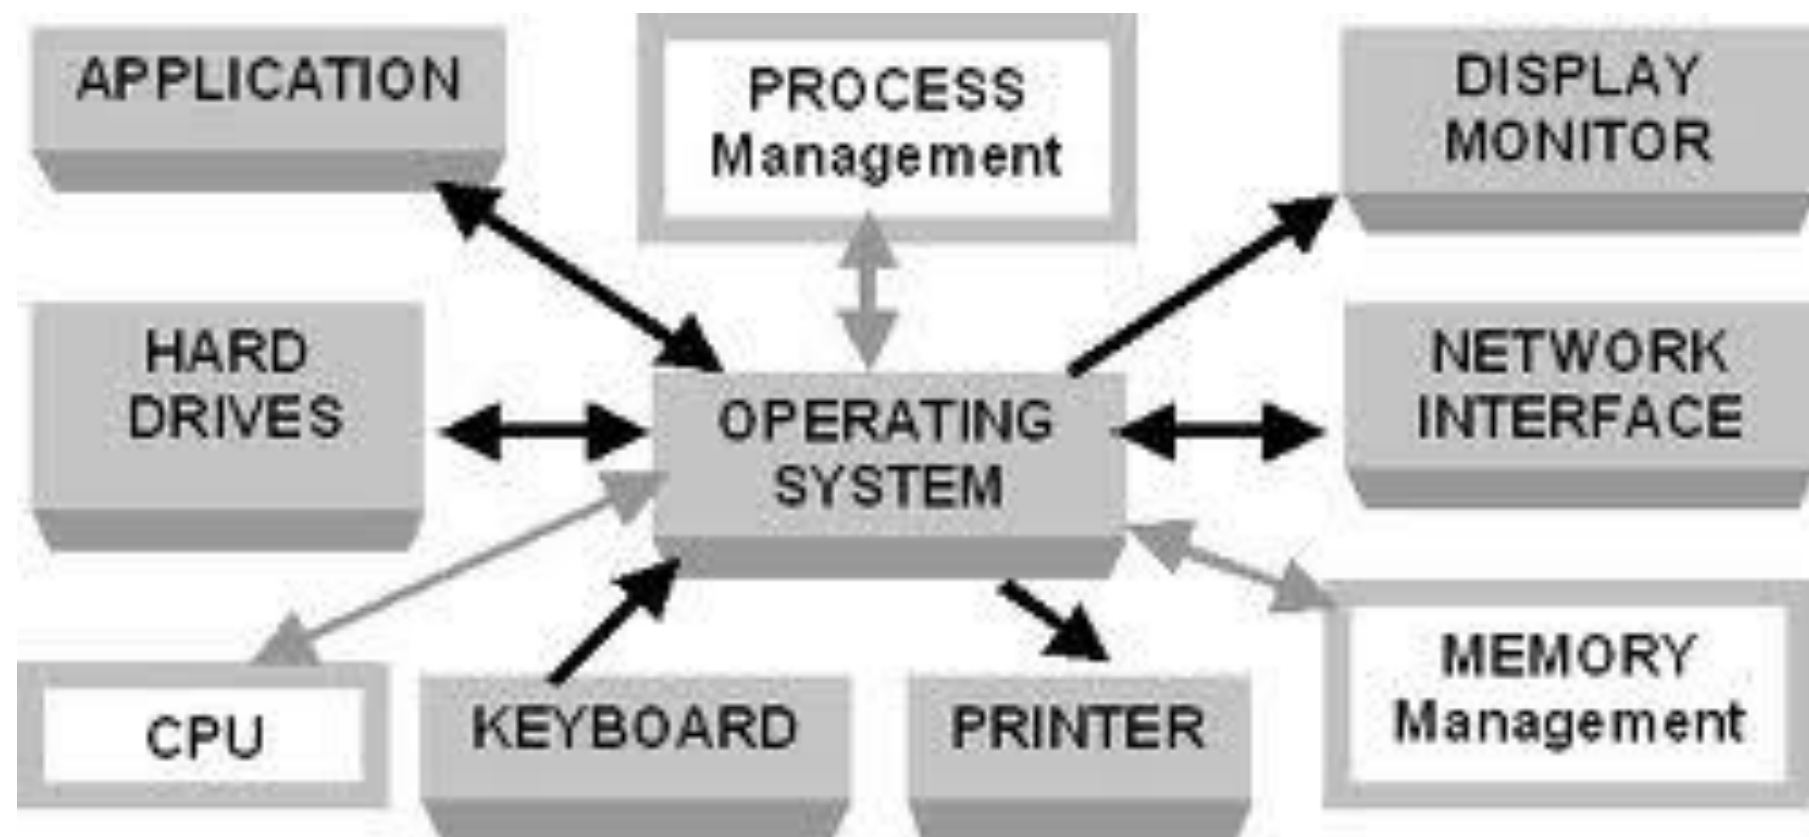 APPLICATION
PROCESS
Management
DISPLAY
MONITOR
HARD
DRIVES
OPERATING
SYSTEM
NETWORK
INTERFACE
CPU
KEYBOARD
PRINTER
MEMORY
Management